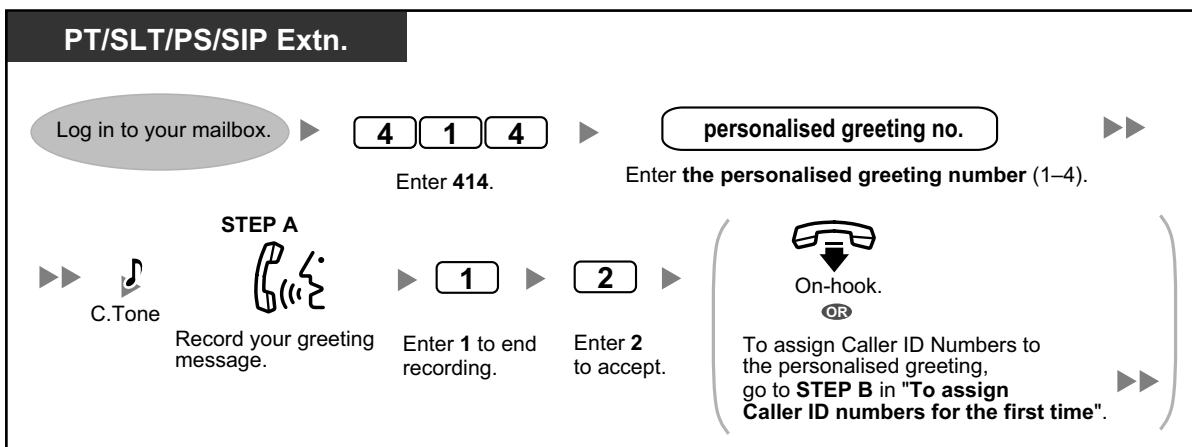 PT/SLT/PS/SIP Extn.
Log in to your mailbox.
4 1 4
Enter 414.
personalised greeting no.
Enter the personalised greeting number (1–4).
C.Tone
STEP A
Record your greeting
message.
1
Enter 1 to end
recording.
2
Enter 2
to accept.
On-hook.
OR
To assign Caller ID Numbers to
the personalised greeting,
go to STEP B in "To assign
Caller ID numbers for the first time".